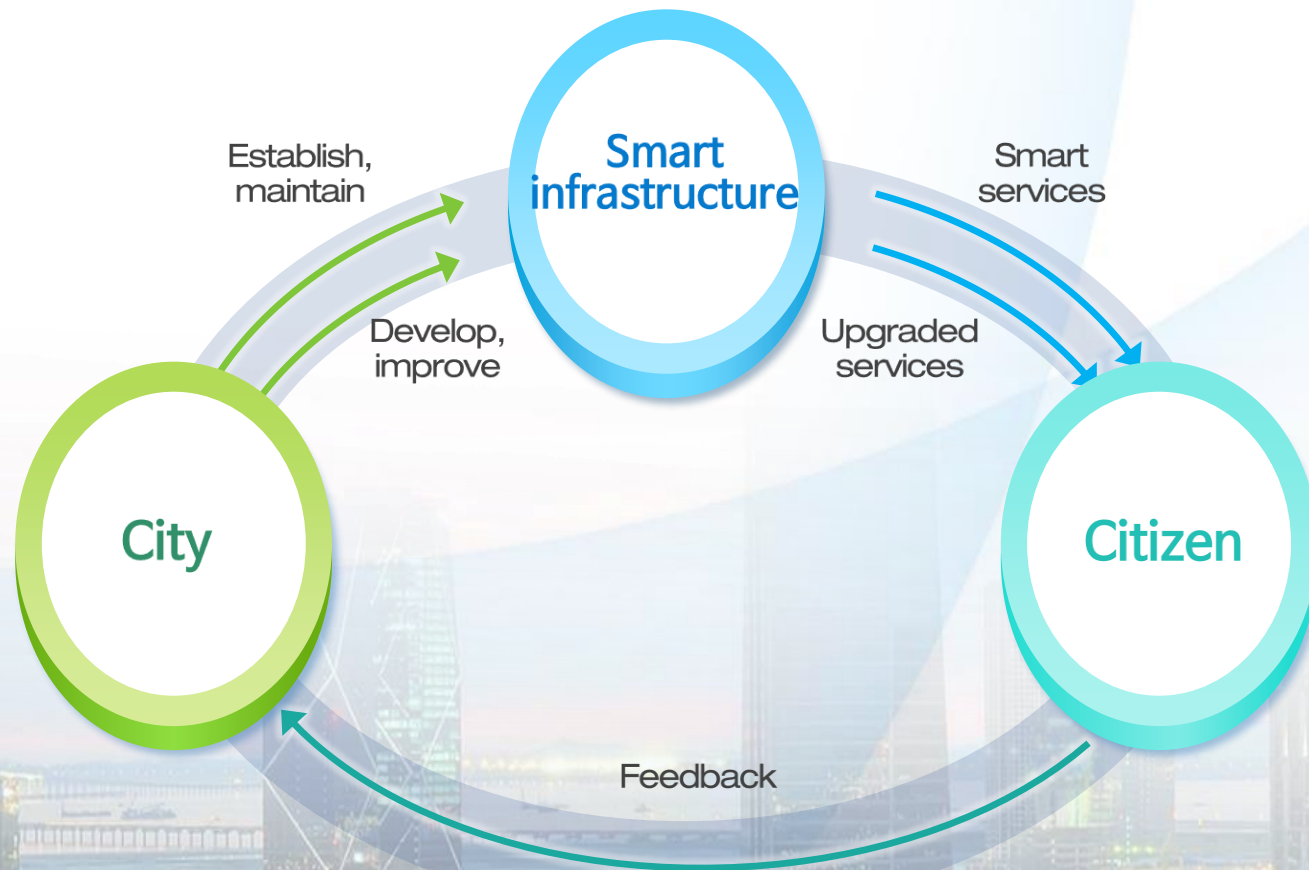 Establish,
maintain
Smart
infrastructure
Smart
services
Develop,
improve
Upgraded
services
City
Citizen
Feedback